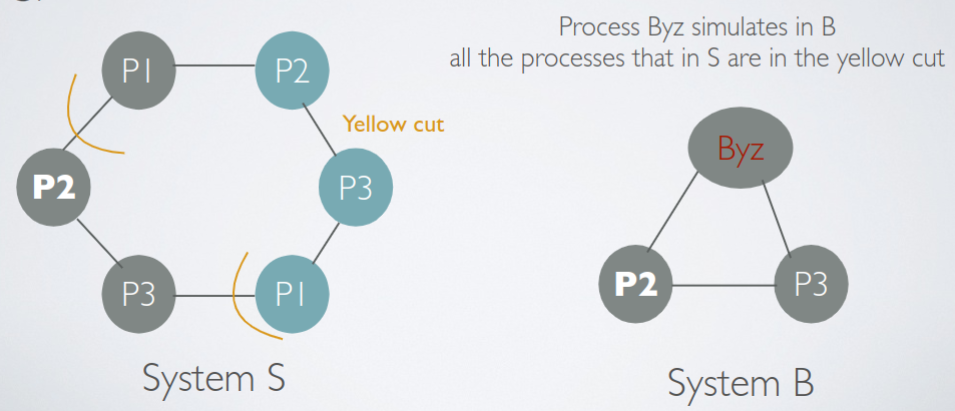 Process Byz simulates in B
all the processes that in S are in the yellow cut
P1
P2
Yellow cut
P2
P3
P3
P1
System S
Byz
P2
P3
System B